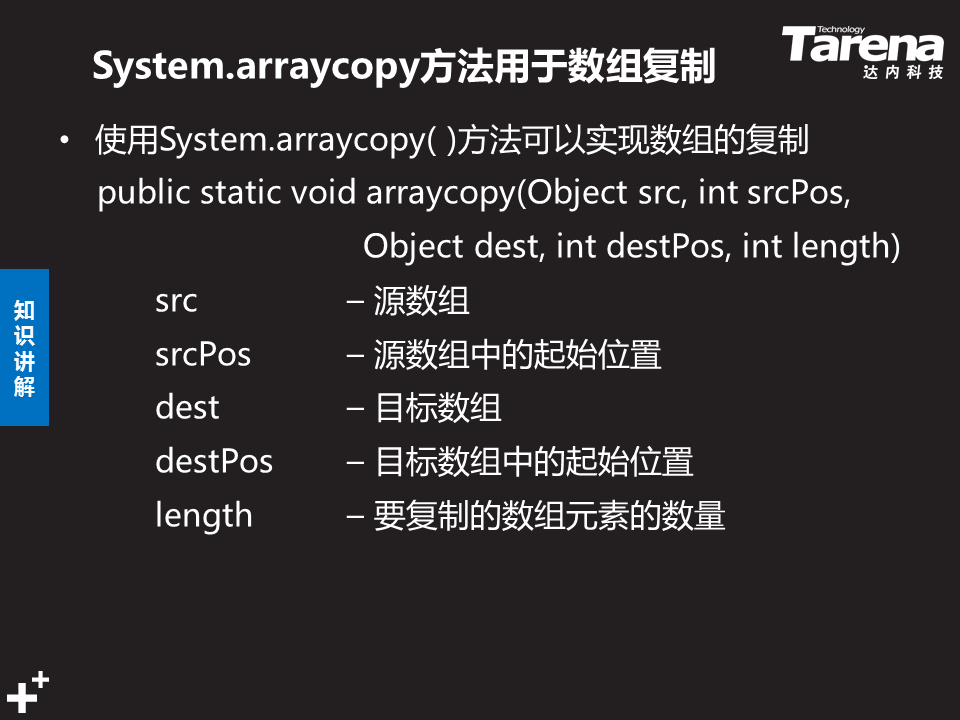 System.arraycopy方法用于数组复制
Technology
Tarena
达内科技
• 使用System.arraycopy( )方法可以实现数组的复制
public static void arraycopy(Object src, int srcPos,
Object dest, int destPos, int length)
知识讲解
src – 源数组
srcPos – 源数组中的起始位置
dest – 目标数组
destPos – 目标数组中的起始位置
length – 要复制的数组元素的数量